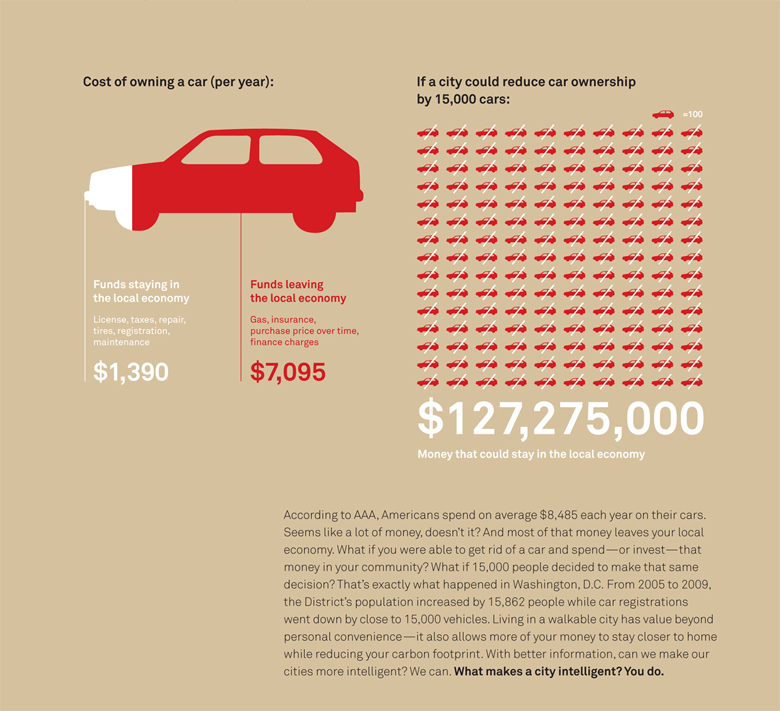 Cost of owning a car (per year):
Funds staying in
the local economy
License, taxes, repair,
tires, registration,
maintenance
$1,390
Funds leaving
the local economy
Gas, insurance,
purchase price over time,
finance charges
$7,095
If a city could reduce car ownership
by 15,000 cars:
=100
$127,275,000
Money that could stay in the local economy
According to AAA, Americans spend on average $8,485 each year on their cars.
Seems like a lot of money, doesn't it? And most of that money leaves your local
economy. What if you were able to get rid of a car and spend—or invest—that
money in your community? What if 15,000 people decided to make that same
decision? That's exactly what happened in Washington, D.C. From 2005 to 2009,
the District's population increased by 15,862 people while car registrations
went down by close to 15,000 vehicles. Living in a walkable city has value beyond
personal convenience—it also allows more of your money to stay closer to home
while reducing your carbon footprint. With better information, can we make our
cities more intelligent? We can. What makes a city intelligent? You do.